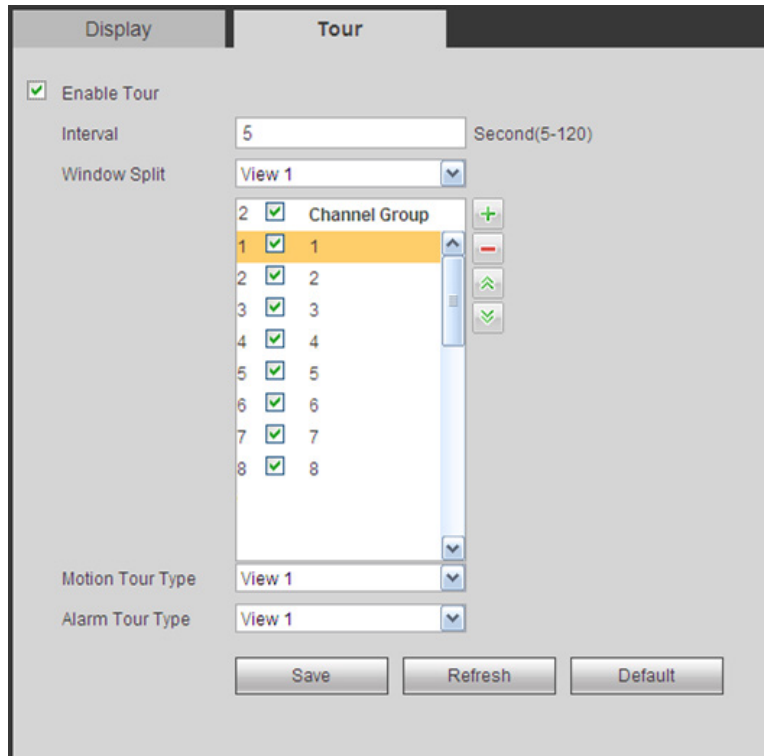 Display Tour
Enable Tour
Interval 5 Second(5-120)
Window Split View 1
2 Channel Group
1 1
2 2
3 3
4 4
5 5
6 6
7 7
8 8
Motion Tour Type View 1
Alarm Tour Type View 1
Save Refresh Default